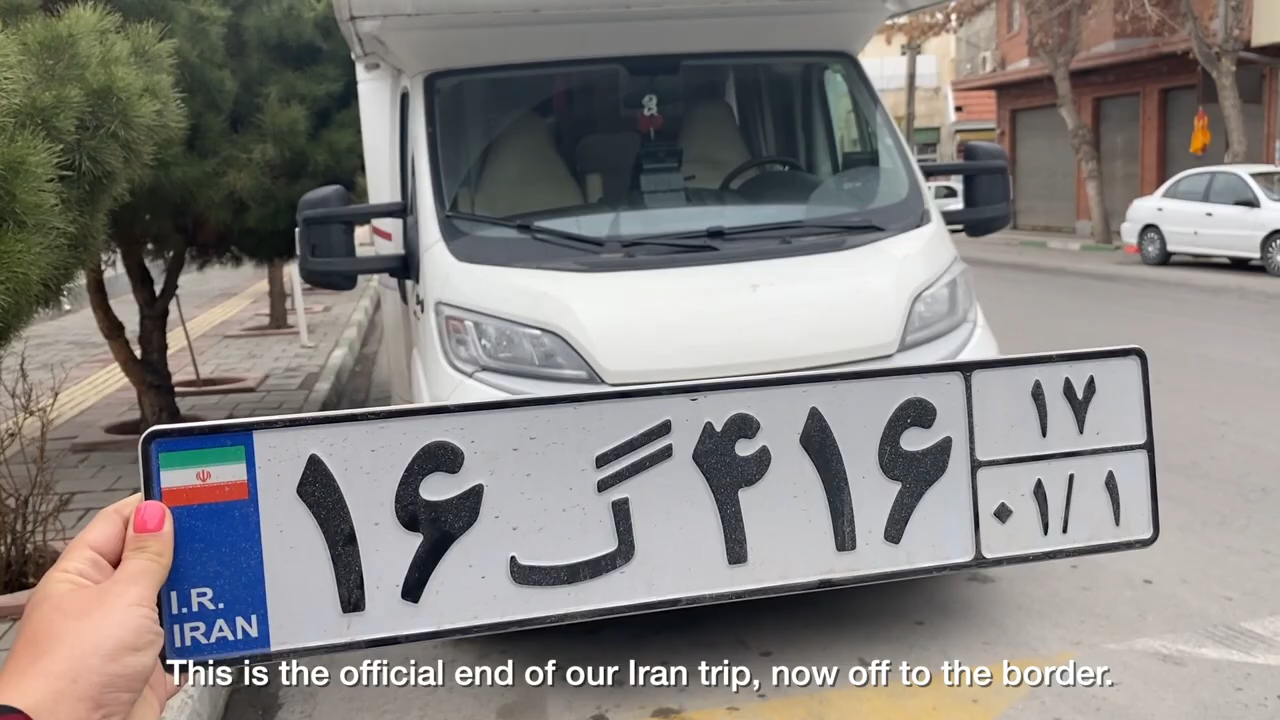 I.R.
IRAN
۱۶ گ ۴۱۶
۱۷
۰۱/۱
This is the official end of our Iran trip, now off to the border.